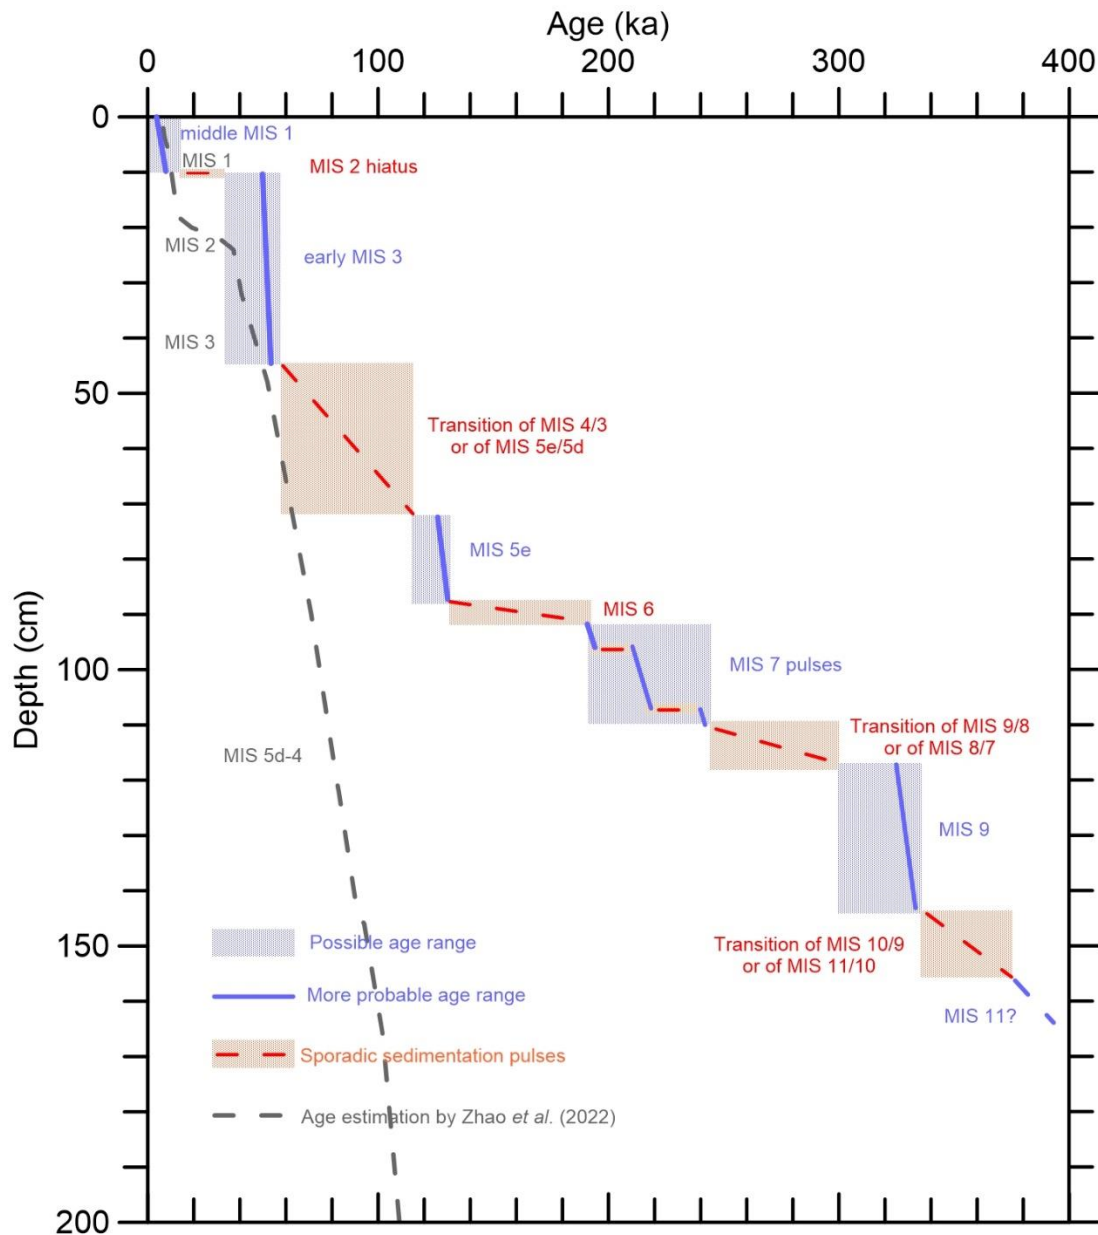 Age (ka)
0 100 200 300 400
Depth (cm)
0
50
100
150
200
middle MIS 1
MIS 1
MIS 2 hiatus
MIS 2
early MIS 3
MIS 3
Transition of MIS 4/3
or of MIS 5e/5d
MIS 5e
MIS 6
MIS 7 pulses
Transition of MIS 9/8
or of MIS 8/7
MIS 5d-4
MIS 9
Transition of MIS 10/9
or of MIS 11/10
MIS 11?
Possible age range
More probable age range
Sporadic sedimentation pulses
Age estimation by Zhao et al. (2022)